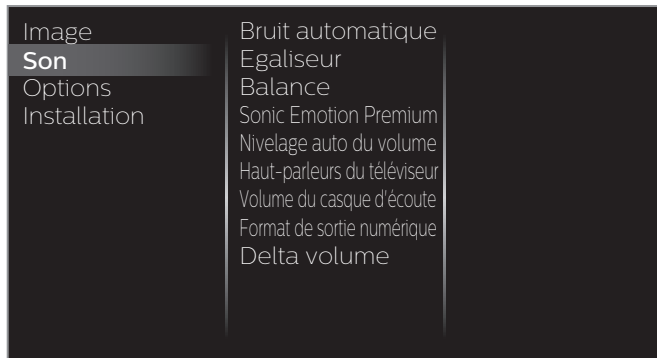 Image
Son
Options
Installation
Bruit automatique
Egaliseur
Balance
Sonic Emotion Premium
Nivelage auto du volume
Haut-parleurs du téléviseur
Volume du casque d'écoute
Format de sortie numérique
Delta volume